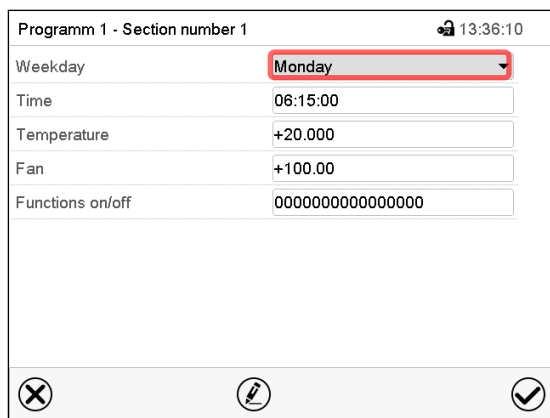 Programm 1 - Section number 1 13:36:10
Weekday Monday
Time 06:15:00
Temperature +20.000
Fan +100.00
Functions on/off 0000000000000000